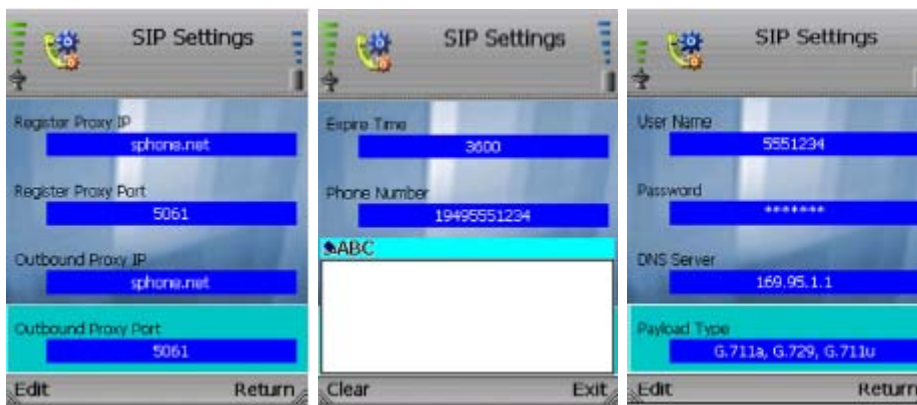 SIP Settings
Register Proxy IP
sphone.net
Register Proxy Port
5061
Outbound Proxy IP
sphone.net
Outbound Proxy Port
5061
Edit Return
SIP Settings
Expire Time
3600
Phone Number
19495551234
ABC
Clear Exit
SIP Settings
User Name
5551234
Password
*******
DNS Server
169.95.1.1
Payload Type
G.711a, G.729, G.711u
Edit Return